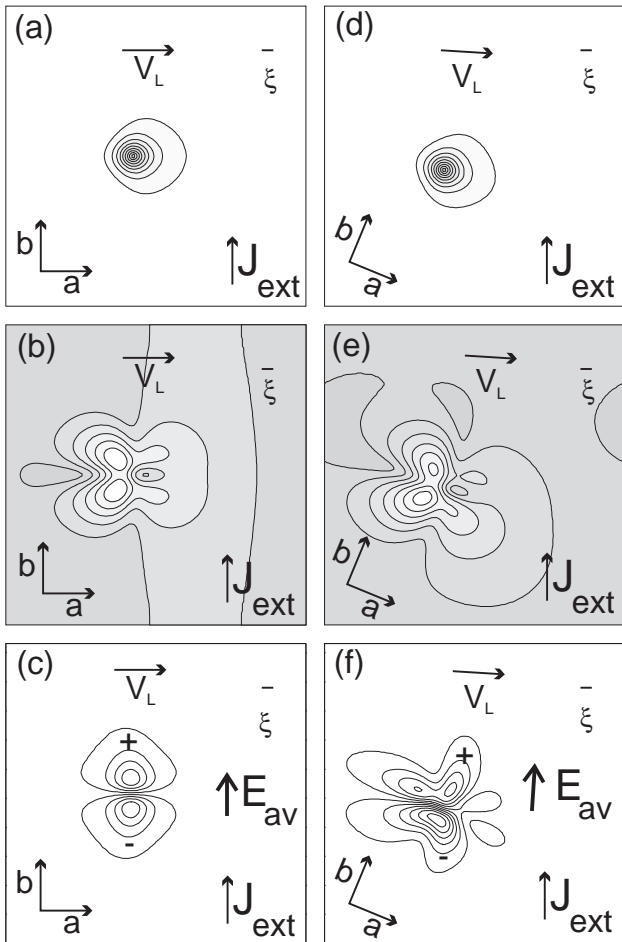 (a)
V_L
ξ̄
b
a
J_ext
(d)
V_L
ξ̄
b
a
J_ext
(b)
V_L
ξ̄
b
a
J_ext
(e)
V_L
ξ̄
b
a
J_ext
(c)
V_L
ξ̄
+
-
E_av
b
a
J_ext
(f)
V_L
ξ̄
+
-
E_av
b
a
J_ext